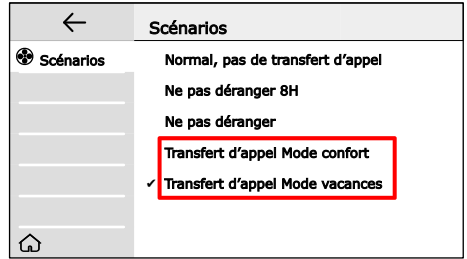 Scénarios
Scénarios
Normal, pas de transfert d'appel
Ne pas déranger 8H
Ne pas déranger
Transfert d'appel Mode confort
✓ Transfert d'appel Mode vacances